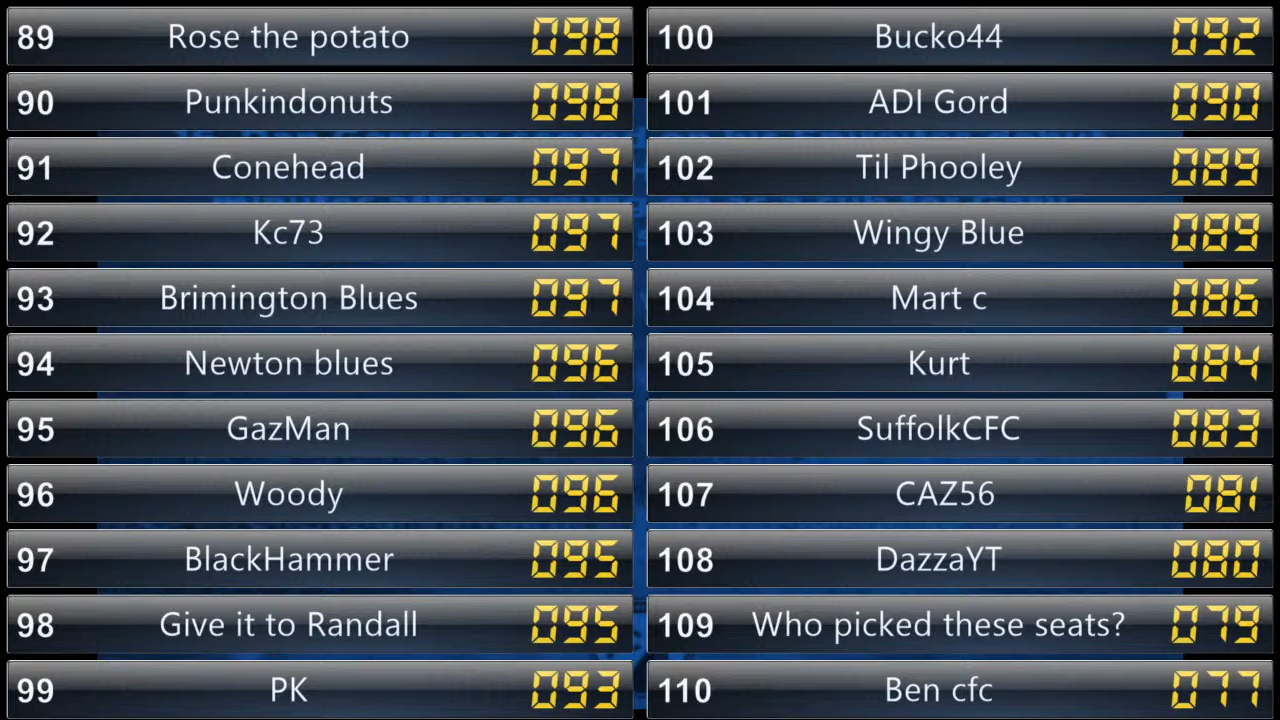 89 Rose the potato 098
90 Punkindonuts 098
91 Conehead 097
92 Kc73 097
93 Brimington Blues 097
94 Newton blues 096
95 GazMan 096
96 Woody 096
97 BlackHammer 095
98 Give it to Randall 095
99 PK 093
100 Bucko44 092
101 ADI Gord 090
102 Til Phooley 089
103 Wingy Blue 089
104 Mart c 086
105 Kurt 084
106 SuffolkCFC 083
107 CAZ56 081
108 DazzaYT 080
109 Who picked these seats? 079
110 Ben cfc 077